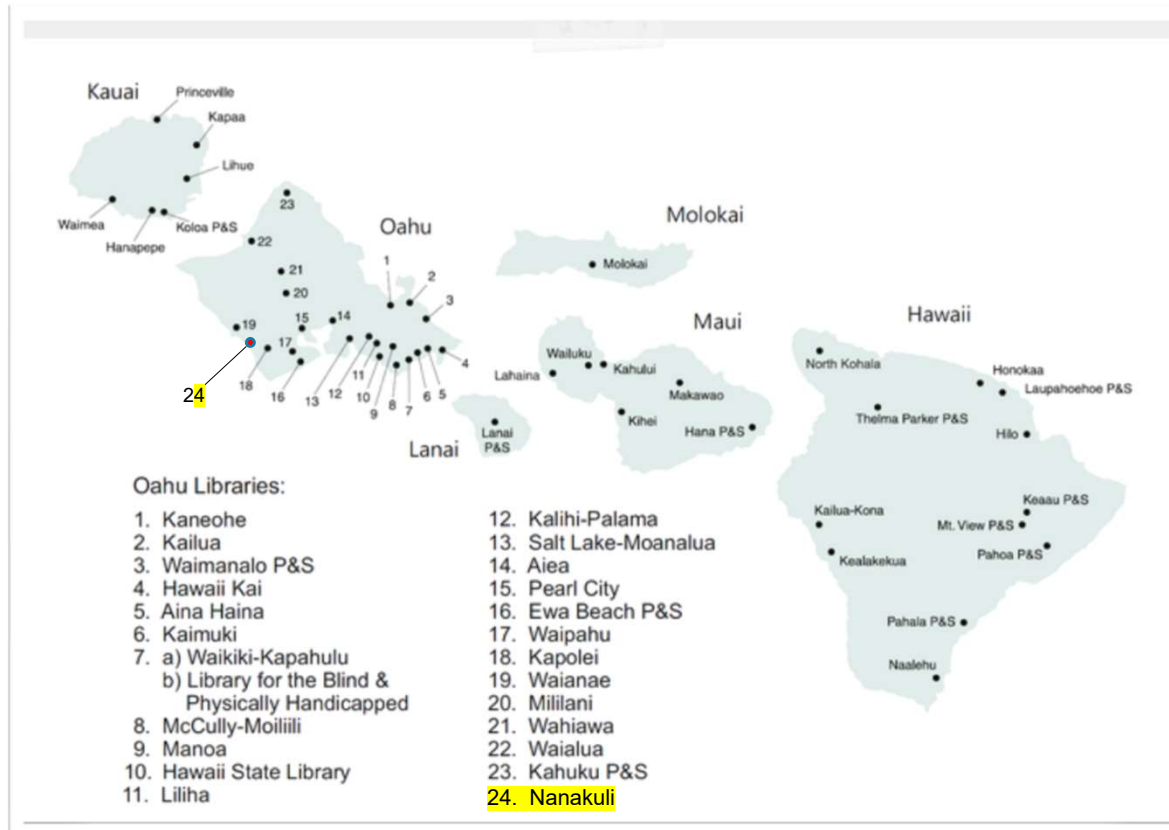 Kauai
Princeville
Kapaa
Lihue
Waimea
Hanapepe
Koloa P&S
Oahu
23
22
21
20
19
15
14
17
18
16
13
12
11
10
9
8
7
6
5
4
3
2
1
24
Molokai
Molokai
Maui
Wailuku
Kahului
Lahaina
Makawao
Kihei
Hana P&S
Lanai
Lanai
P&S
Hawaii
North Kohala
Honokaa
Laupahoehoe P&S
Thelma Parker P&S
Hilo
Keaau P&S
Kailua-Kona
Mt. View P&S
Kealakekua
Pahoa P&S
Pahala P&S
Naalehu
Oahu Libraries:
1. Kaneohe
2. Kailua
3. Waimanalo P&S
4. Hawaii Kai
5. Aina Haina
6. Kaimuki
7. a) Waikiki-Kapahulu
b) Library for the Blind &
Physically Handicapped
8. McCully-Moiliili
9. Manoa
10. Hawaii State Library
11. Liliha
12. Kalihi-Palama
13. Salt Lake-Moanalua
14. Aiea
15. Pearl City
16. Ewa Beach P&S
17. Waipahu
18. Kapolei
19. Waianae
20. Mililani
21. Wahiawa
22. Waialua
23. Kahuku P&S
24. Nanakuli